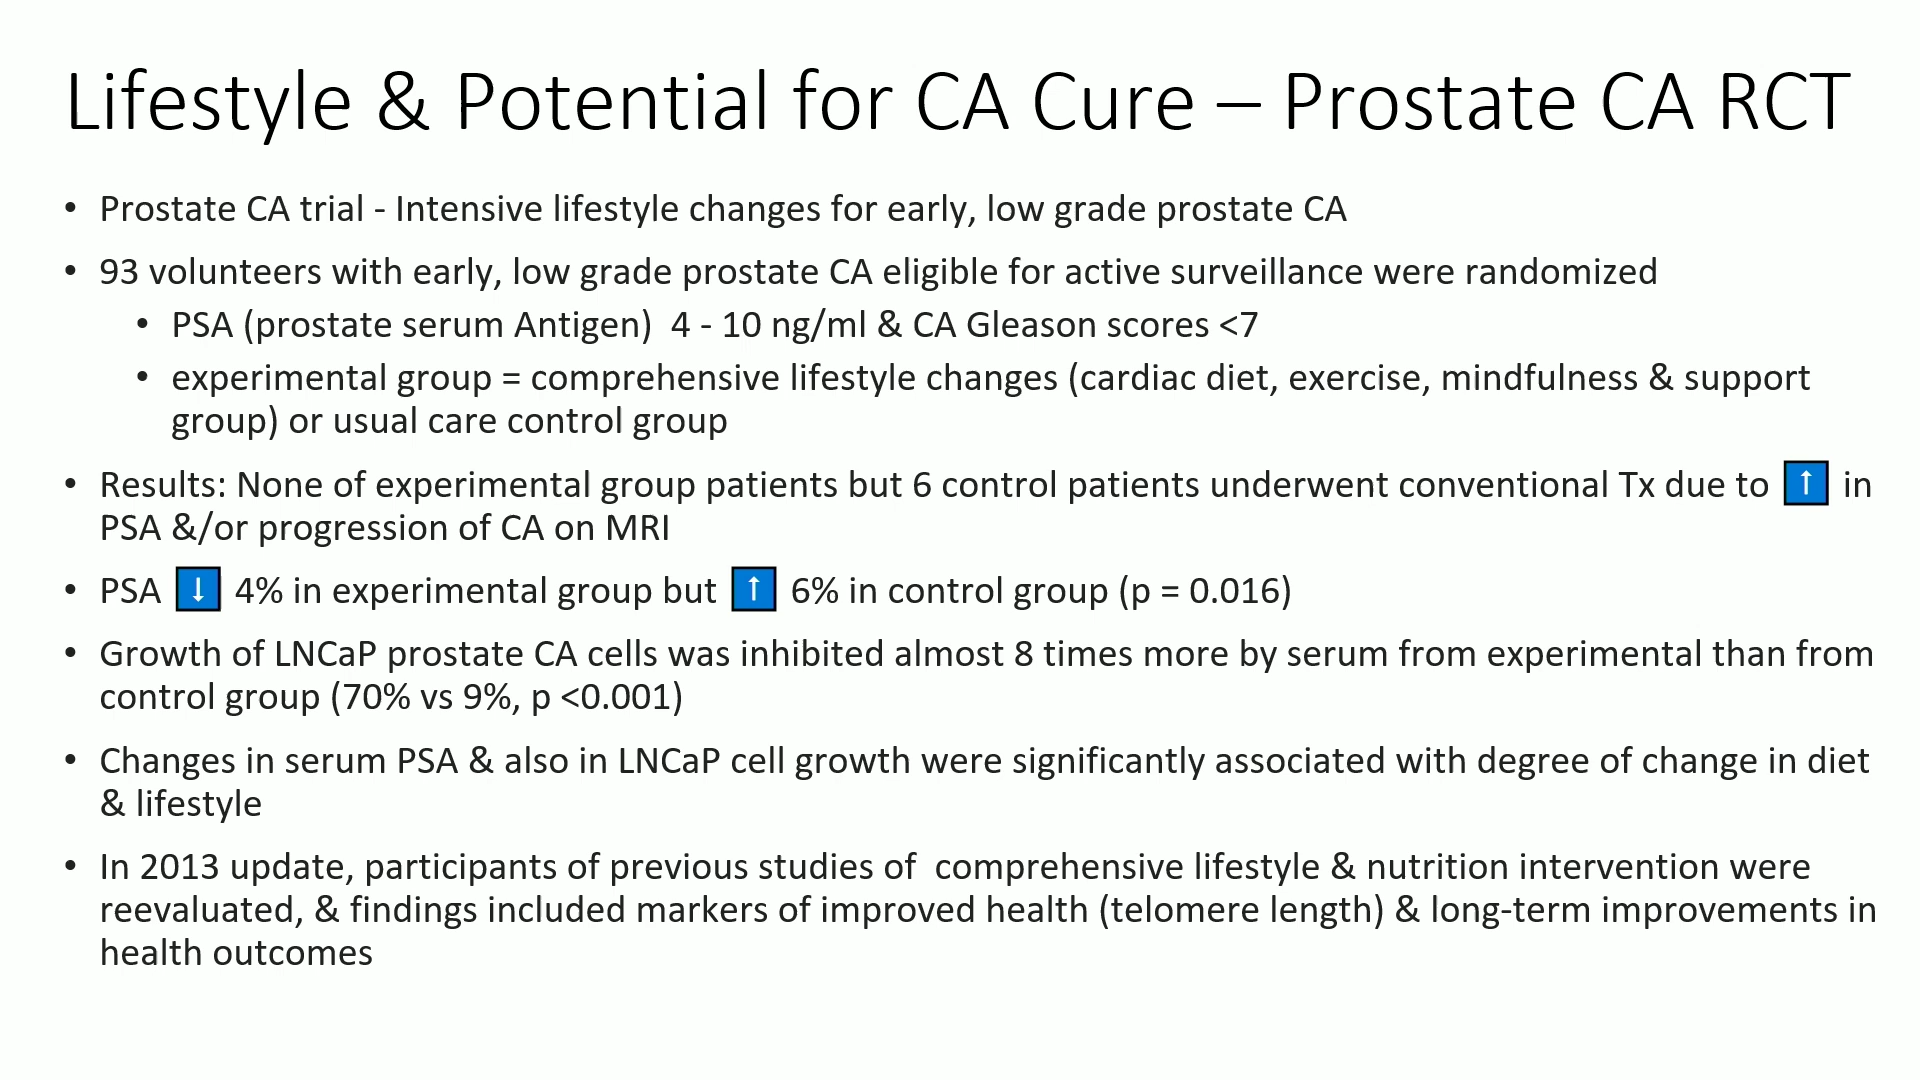 Lifestyle & Potential for CA Cure – Prostate CA RCT
• Prostate CA trial - Intensive lifestyle changes for early, low grade prostate CA
• 93 volunteers with early, low grade prostate CA eligible for active surveillance were randomized
• PSA (prostate serum Antigen)  4 - 10 ng/ml & CA Gleason scores <7
• experimental group = comprehensive lifestyle changes (cardiac diet, exercise, mindfulness & support
group) or usual care control group
• Results: None of experimental group patients but 6 control patients underwent conventional Tx due to ⬆️ in
PSA &/or progression of CA on MRI
• PSA ⬇️ 4% in experimental group but ⬆️ 6% in control group (p = 0.016)
• Growth of LNCaP prostate CA cells was inhibited almost 8 times more by serum from experimental than from
control group (70% vs 9%, p <0.001)
• Changes in serum PSA & also in LNCaP cell growth were significantly associated with degree of change in diet
& lifestyle
• In 2013 update, participants of previous studies of  comprehensive lifestyle & nutrition intervention were
reevaluated, & findings included markers of improved health (telomere length) & long-term improvements in
health outcomes